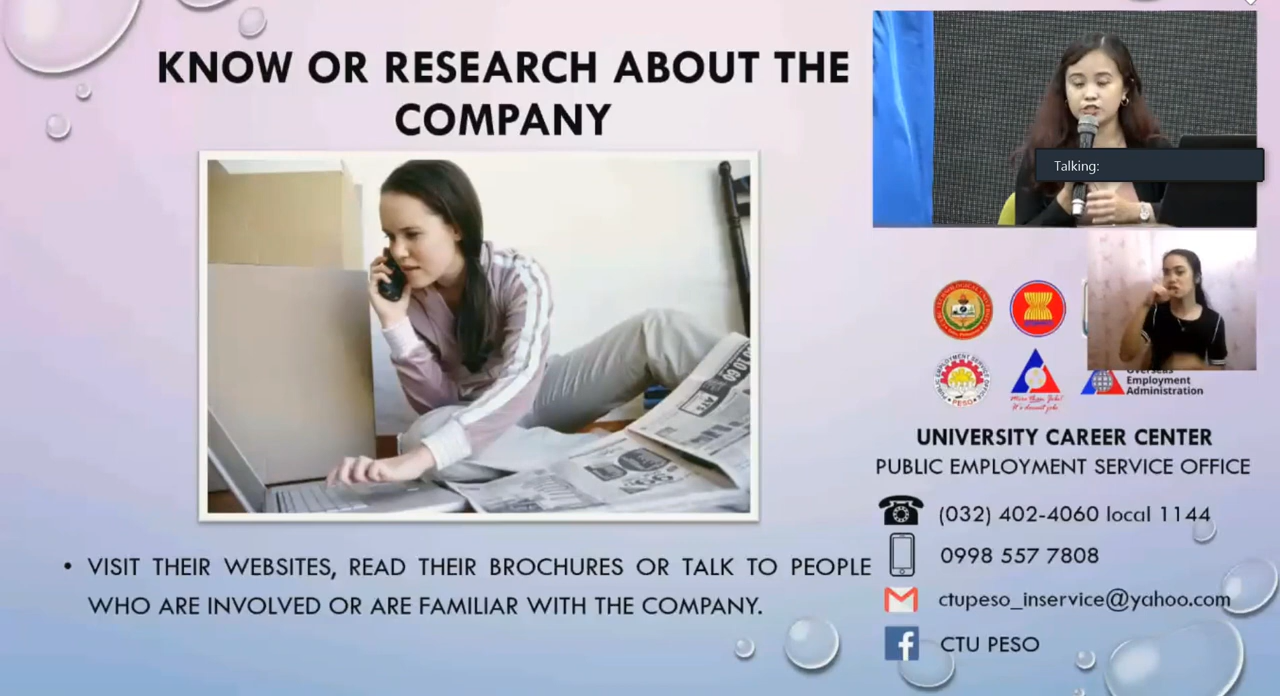 KNOW OR RESEARCH ABOUT THE
COMPANY
• VISIT THEIR WEBSITES, READ THEIR BROCHURES OR TALK TO PEOPLE
WHO ARE INVOLVED OR ARE FAMILIAR WITH THE COMPANY.
Talking:
PESO
Overseas
Employment
Administration
UNIVERSITY CAREER CENTER
PUBLIC EMPLOYMENT SERVICE OFFICE
(032) 402-4060 local 1144
0998 557 7808
ctupeso_inservice@yahoo.com
CTU PESO